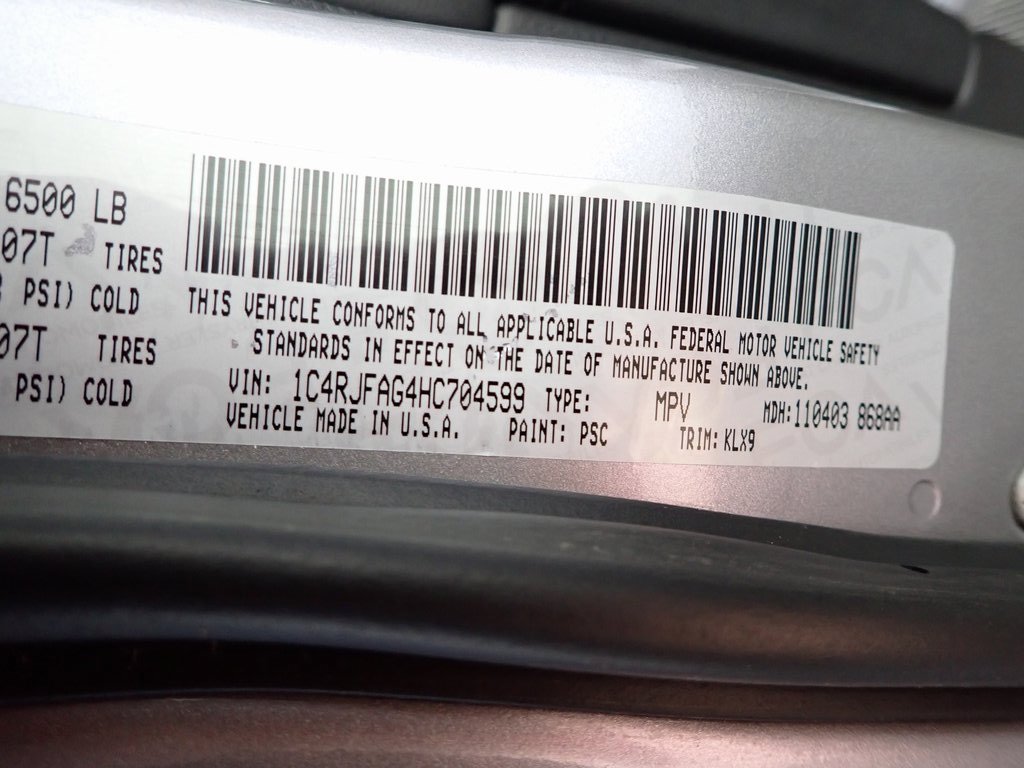 6500 LB
07T TIRES
PSI) COLD
07T TIRES
PSI) COLD
THIS VEHICLE CONFORMS TO ALL APPLICABLE U.S.A. FEDERAL MOTOR VEHICLE SAFETY
STANDARDS IN EFFECT ON THE DATE OF MANUFACTURE SHOWN ABOVE.
VIN: 1C4RJFAG4HC704599 TYPE: MPV MDH:110403 868AA
VEHICLE MADE IN U.S.A. PAINT: PSC TRIM: KLX9